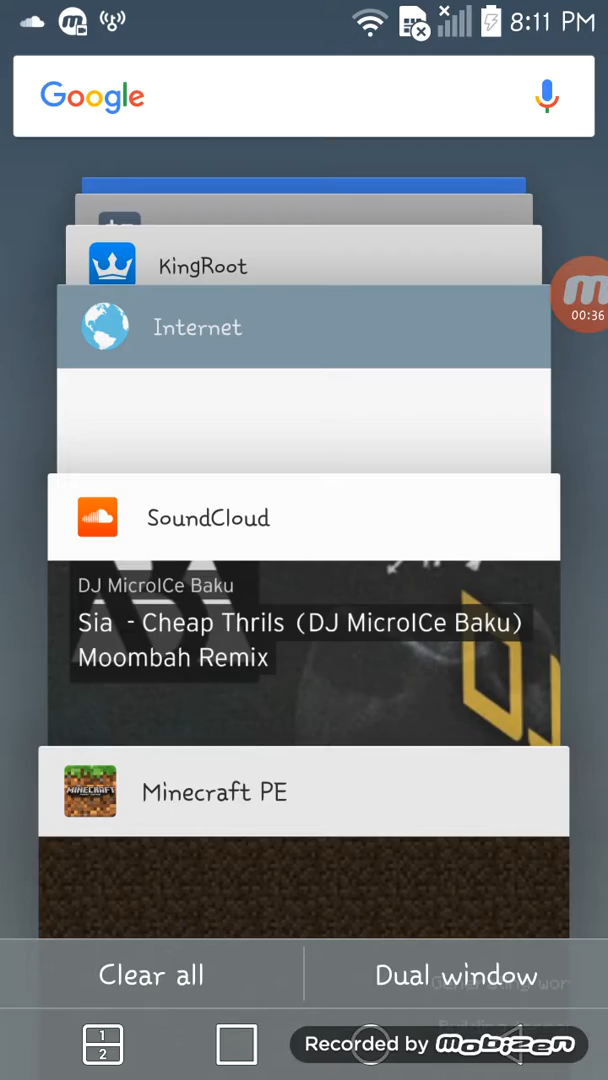 8:11 PM
Google
KingRoot
00:36
Internet
SoundCloud
DJ MicroICe Baku
Sia - Cheap Thrils (DJ MicroICe Baku)
Moombah Remix
MINECRAFT
Minecraft PE
Clear all
Dual window
1
2
Recorded by mobizen